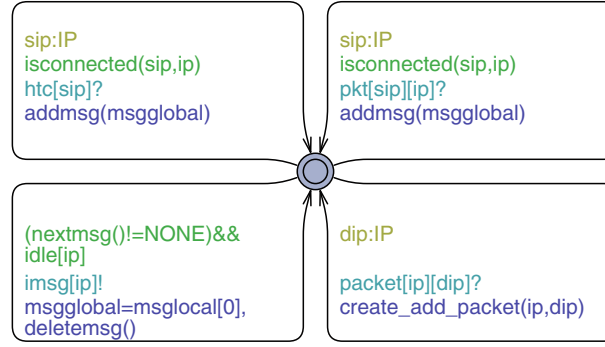 sip:IP
isconnected(sip,ip)
htc[sip]?
addmsg(msgglobal)
sip:IP
isconnected(sip,ip)
pkt[sip][ip]?
addmsg(msgglobal)
(nextmsg()!=NONE)&&
idle[ip]
imsg[ip]!
msgglobal=msglocal[0],
deletemsg()
dip:IP
packet[ip][dip]?
create_add_packet(ip,dip)